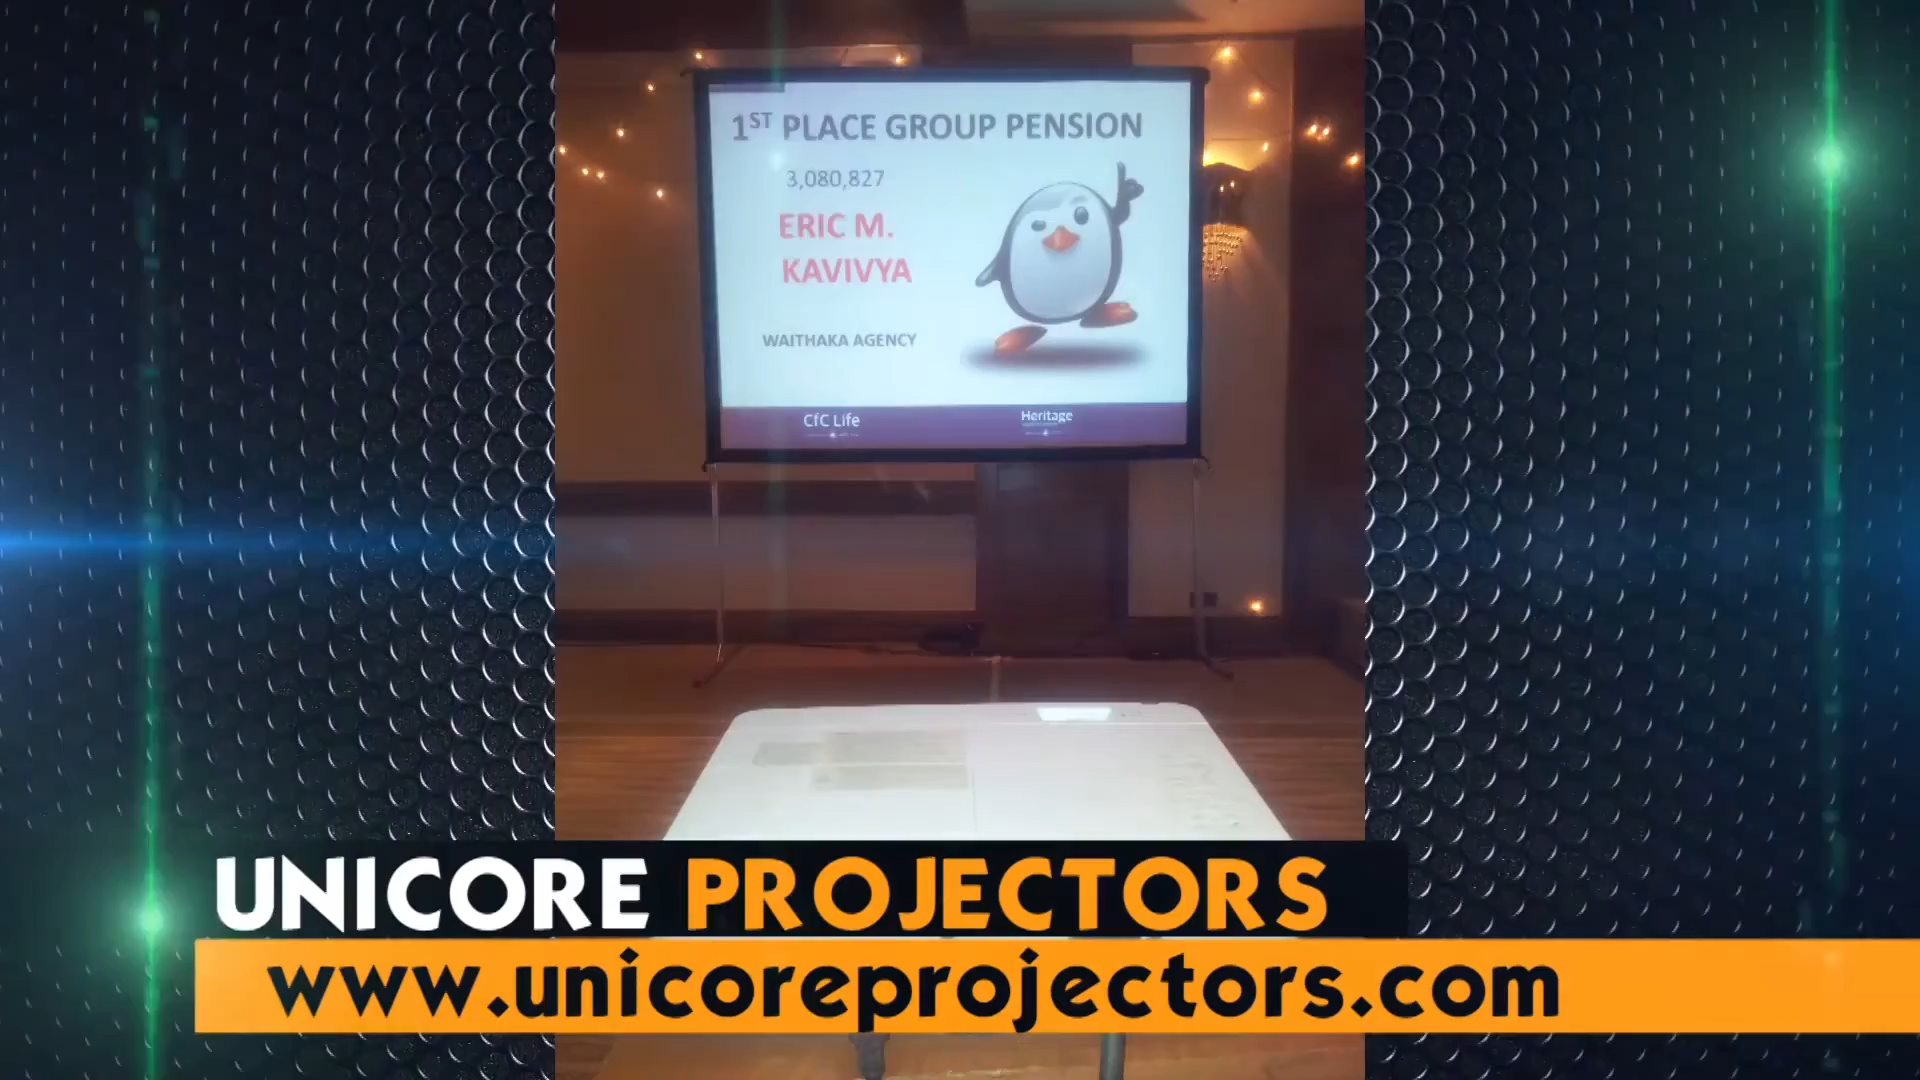 1ST PLACE GROUP PENSION
3,080,827
ERIC M.
KAVIVYA
WAITHAKA AGENCY
CfC Life
Heritage
UNICORE PROJECTORS
www.unicoreprojectors.com